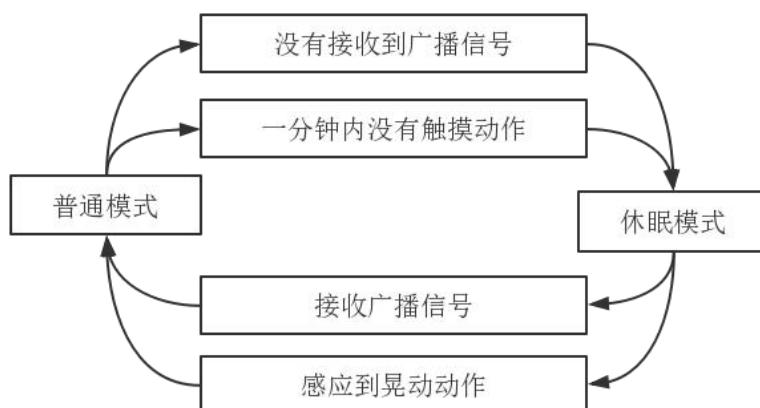 没有接收到广播信号
一分钟内没有触摸动作
普通模式
休眠模式
接收广播信号
感应到晃动动作